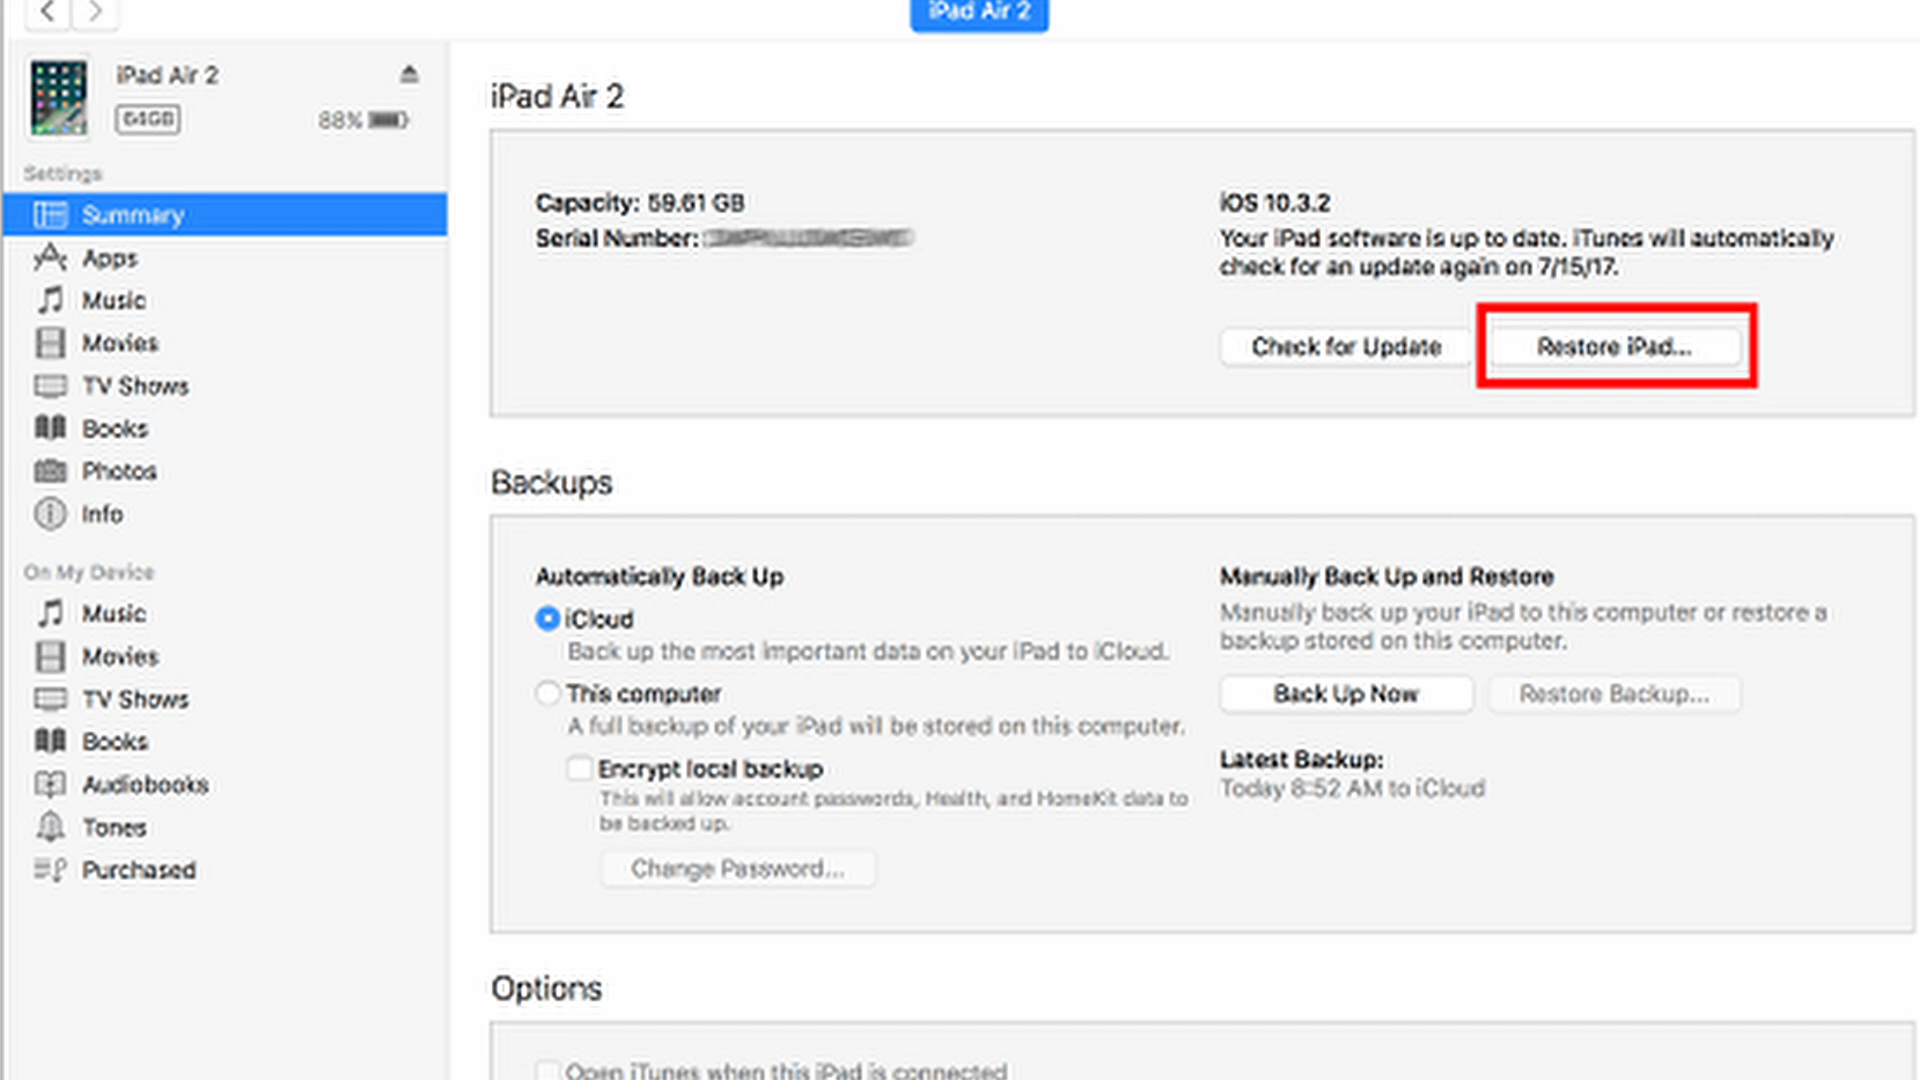 iPad Air 2
iPad Air 2
64GB
88%
Settings
Summary
Apps
Music
Movies
TV Shows
Books
Photos
Info
On My Device
Music
Movies
TV Shows
Books
Audiobooks
Tones
Purchased
iPad Air 2
Capacity: 59.61 GB
Serial Number:
iOS 10.3.2
Your iPad software is up to date. iTunes will automatically
check for an update again on 7/15/17.
Check for Update
Restore iPad...
Backups
Automatically Back Up
iCloud
Back up the most important data on your iPad to iCloud.
This computer
A full backup of your iPad will be stored on this computer.
Encrypt local backup
This will allow account passwords, Health, and HomeKit data to
be backed up.
Change Password...
Manually Back Up and Restore
Manually back up your iPad to this computer or restore a
backup stored on this computer.
Back Up Now
Restore Backup...
Latest Backup:
Today 8:52 AM to iCloud
Options
Open iTunes when this iPad is connected